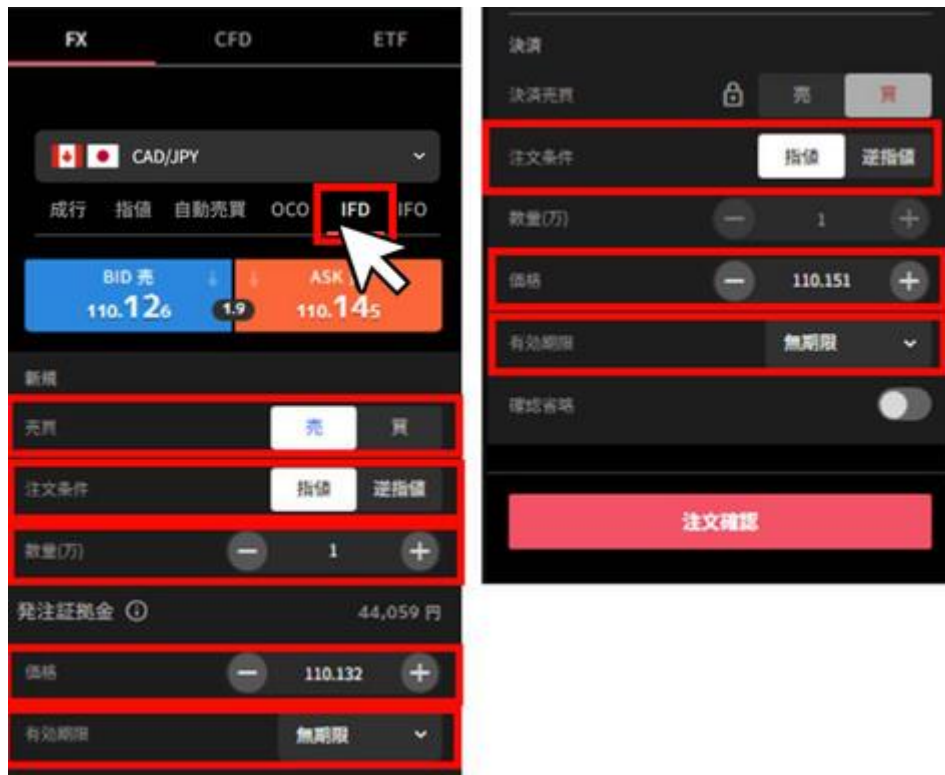 FX CFD ETF
CAD/JPY
成行 指値 自動売買 OCO IFD IFO
BID 売 ASK
110.126 1.9 110.145
新規
売買 売 買
注文条件 指値 逆指値
数量(万) 1
発注証拠金 44,059 円
価格 110.132
有効期限 無期限
決済
決済売買 売 買
注文条件 指値 逆指値
数量(万) 1
価格 110.151
有効期限 無期限
確認省略
注文確認